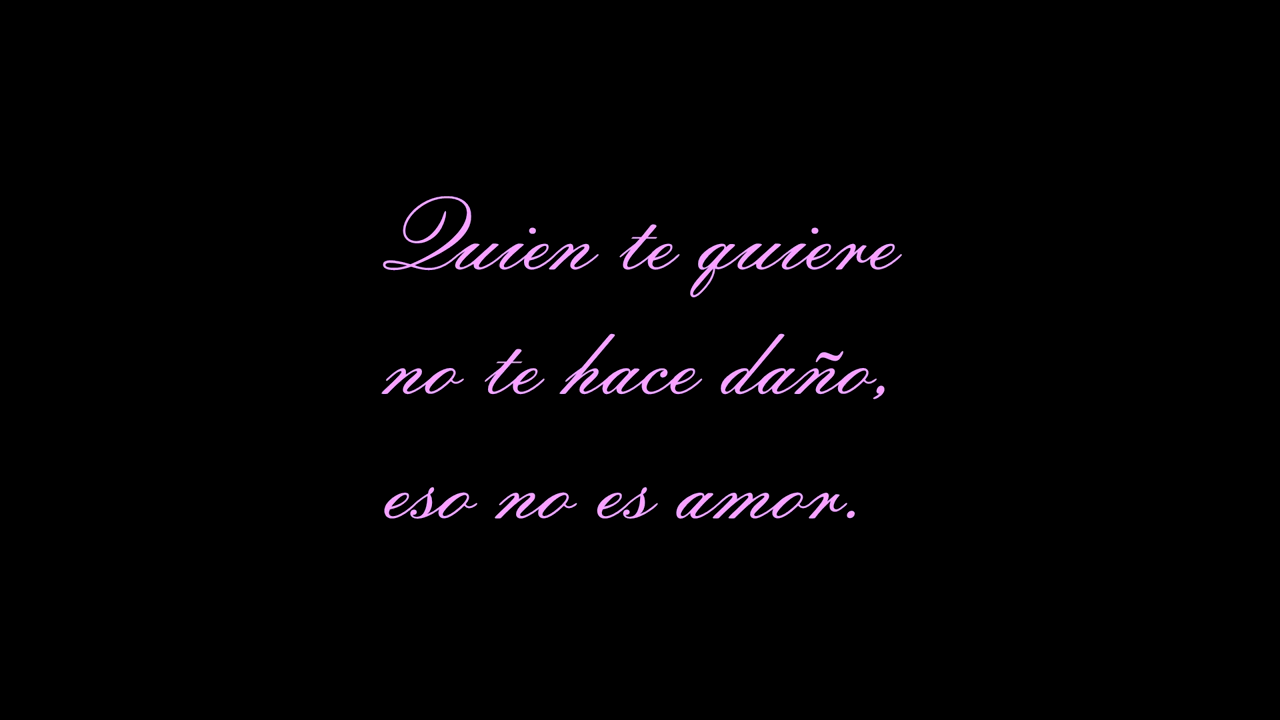 Quien te quiere
no te hace daño,
eso no es amor.